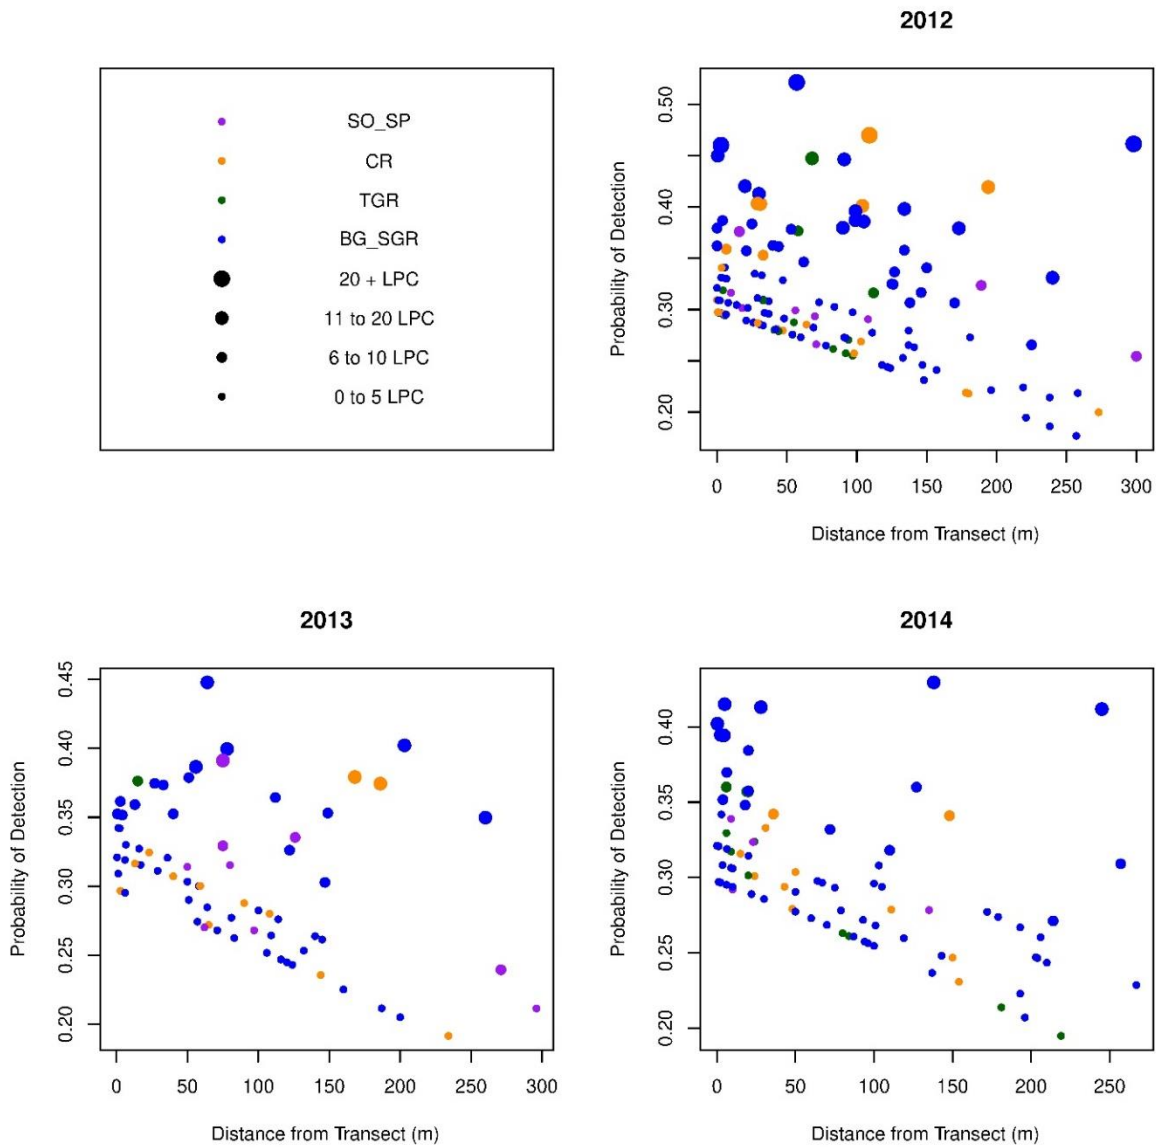 2012
SO_SP
CR
TGR
BG_SGR
20 + LPC
11 to 20 LPC
6 to 10 LPC
0 to 5 LPC
Probability of Detection
0.50
0.40
0.30
0.20
0 50 100 150 200 250 300
Distance from Transect (m)
2013
Probability of Detection
0.45
0.40
0.35
0.30
0.25
0.20
0 50 100 150 200 250 300
Distance from Transect (m)
2014
Probability of Detection
0.40
0.35
0.30
0.25
0.20
0 50 100 150 200 250
Distance from Transect (m)